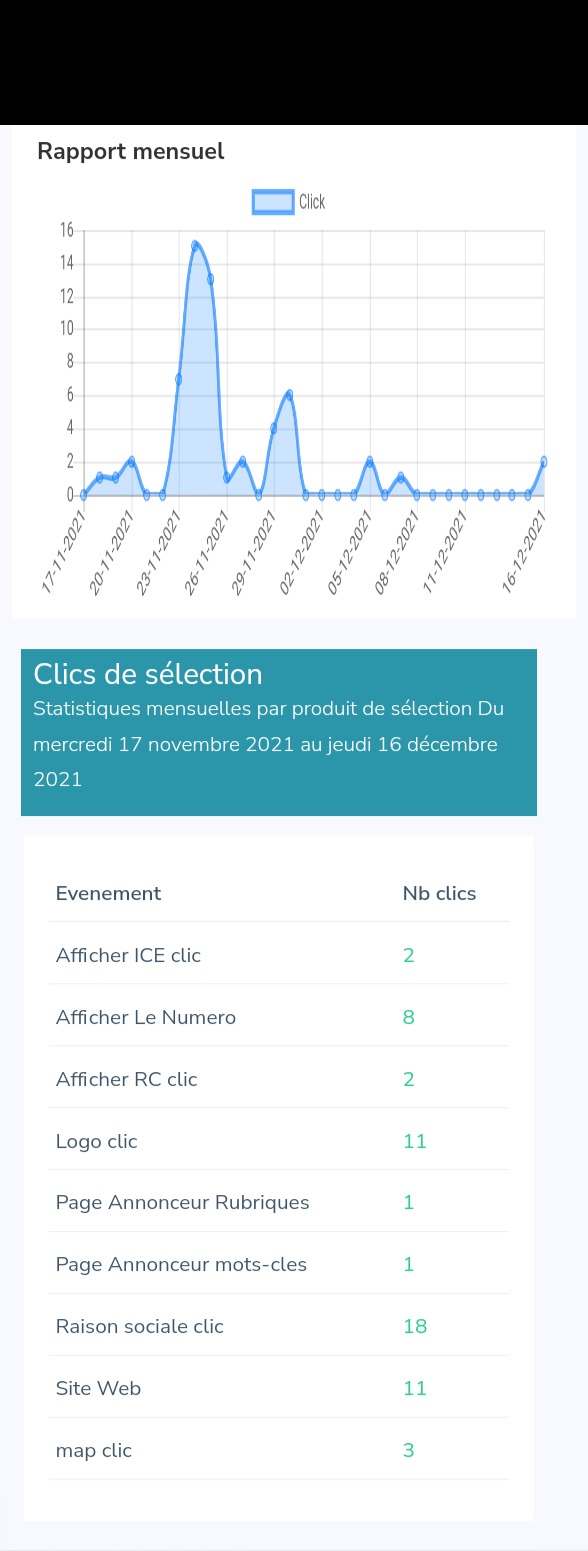 Rapport mensuel
Click
16
14
12
10
8
6
4
2
0
17-11-2021
20-11-2021
23-11-2021
26-11-2021
29-11-2021
02-12-2021
05-12-2021
08-12-2021
11-12-2021
16-12-2021
Clics de sélection
Statistiques mensuelles par produit de sélection Du
mercredi 17 novembre 2021 au jeudi 16 décembre
2021
Evenement Nb clics
Afficher ICE clic 2
Afficher Le Numero 8
Afficher RC clic 2
Logo clic 11
Page Annonceur Rubriques 1
Page Annonceur mots-cles 1
Raison sociale clic 18
Site Web 11
map clic 3